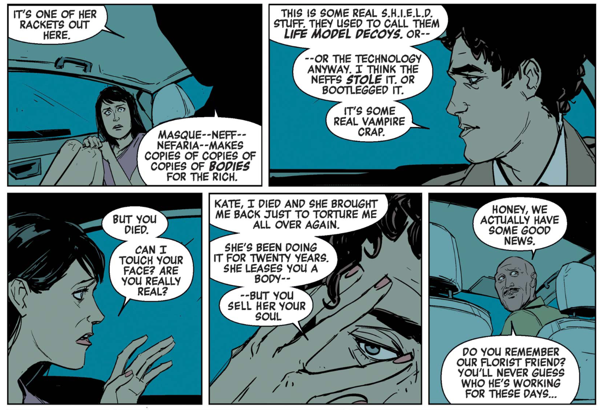 IT'S ONE OF HER
RACKETS OUT
HERE.
MASQUE--NEFF--
NEFARIA--MAKES
COPIES OF COPIES OF
COPIES OF BODIES
FOR THE RICH.
THIS IS SOME REAL S.H.I.E.L.D.
STUFF. THEY USED TO CALL THEM
LIFE MODEL DECOYS. OR--
--OR THE TECHNOLOGY
ANYWAY. I THINK THE
NEFFS STOLE IT. OR
BOOTLEGGED IT.
IT'S SOME
REAL VAMPIRE
CRAP.
BUT YOU
DIED.
CAN I
TOUCH YOUR
FACE? ARE
YOU REALLY
REAL?
KATE, I DIED AND SHE BROUGHT
ME BACK JUST TO TORTURE ME
ALL OVER AGAIN.
SHE'S BEEN DOING
IT FOR TWENTY YEARS.
SHE LEASES YOU A
BODY--
--BUT YOU
SELL HER YOUR
SOUL
HONEY, WE
ACTUALLY HAVE
SOME GOOD
NEWS.
DO YOU REMEMBER
OUR FLORIST FRIEND?
YOU'LL NEVER GUESS
WHO HE'S WORKING
FOR THESE DAYS...